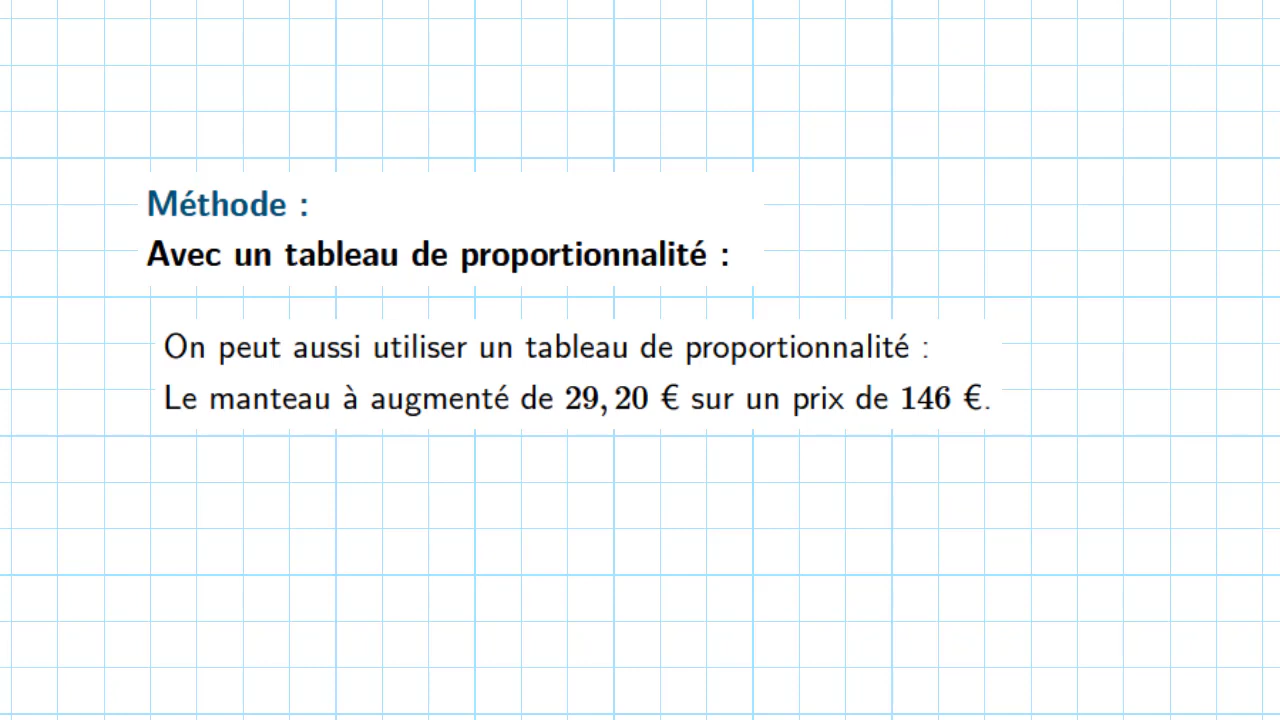 Méthode :
Avec un tableau de proportionnalité :
On peut aussi utiliser un tableau de proportionnalité :
Le manteau à augmenté de 29, 20 € sur un prix de 146 €.